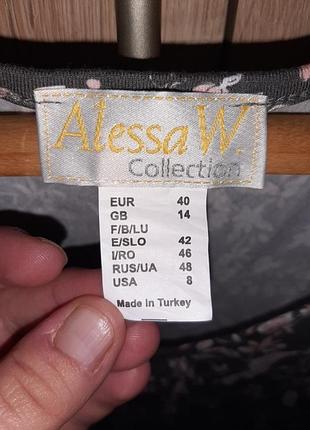 Alessa W.
Collection
EUR 40
GB 14
F/B/LU
E/SLO 42
I/RO 46
RUS/UA 48
USA 8
Made in Turkey